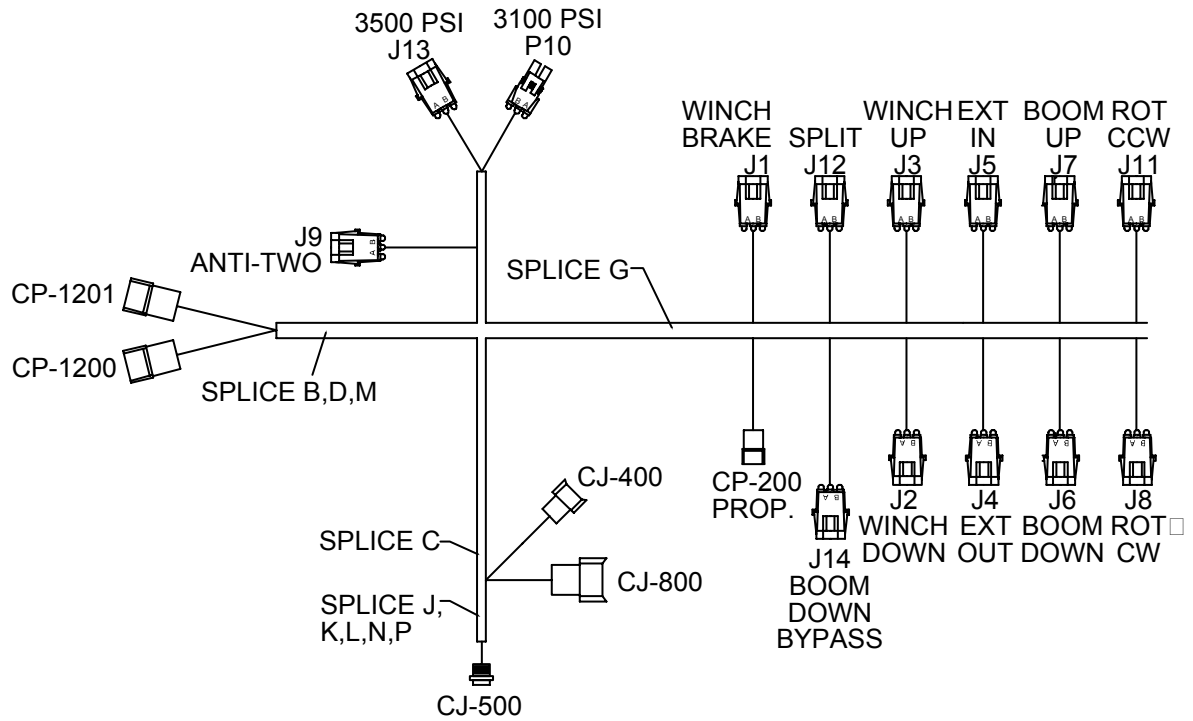 3500 PSI
J13
3100 PSI
P10
A B
B A
WINCH
BRAKE
J1
SPLIT
J12
WINCH
UP
J3
EXT
IN
J5
BOOM
UP
J7
ROT
CCW
J11
A B
A B
A B
A B
A B
A B
J9
ANTI-TWO
A B
SPLICE G
CP-1201
CP-1200
SPLICE B,D,M
CJ-400
SPLICE C
CJ-800
SPLICE J,
K,L,N,P
CJ-500
CP-200
PROP.
A B
J14
BOOM
DOWN
BYPASS
A B
J2
WINCH
DOWN
A B
J4
EXT
OUT
A B
J6
BOOM
DOWN
A B
J8
ROT□
CW